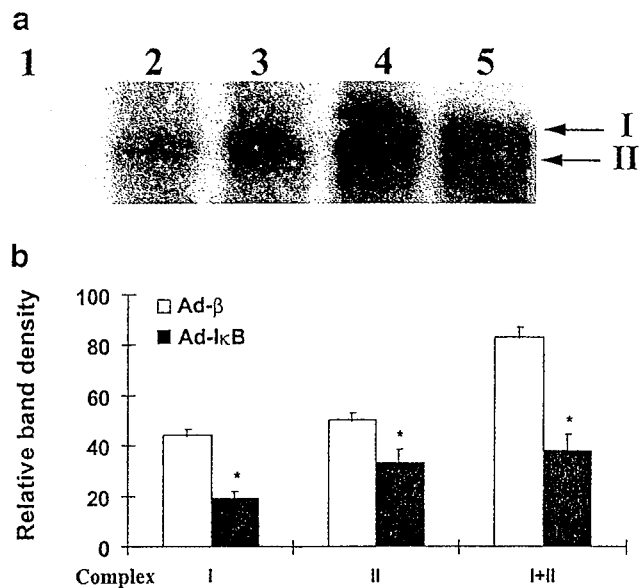 a
1 2 3 4 5
I
II
b
Relative band density
100
80
60
40
20
0
Ad-β
Ad-IκB
* * *
Complex I II I+II